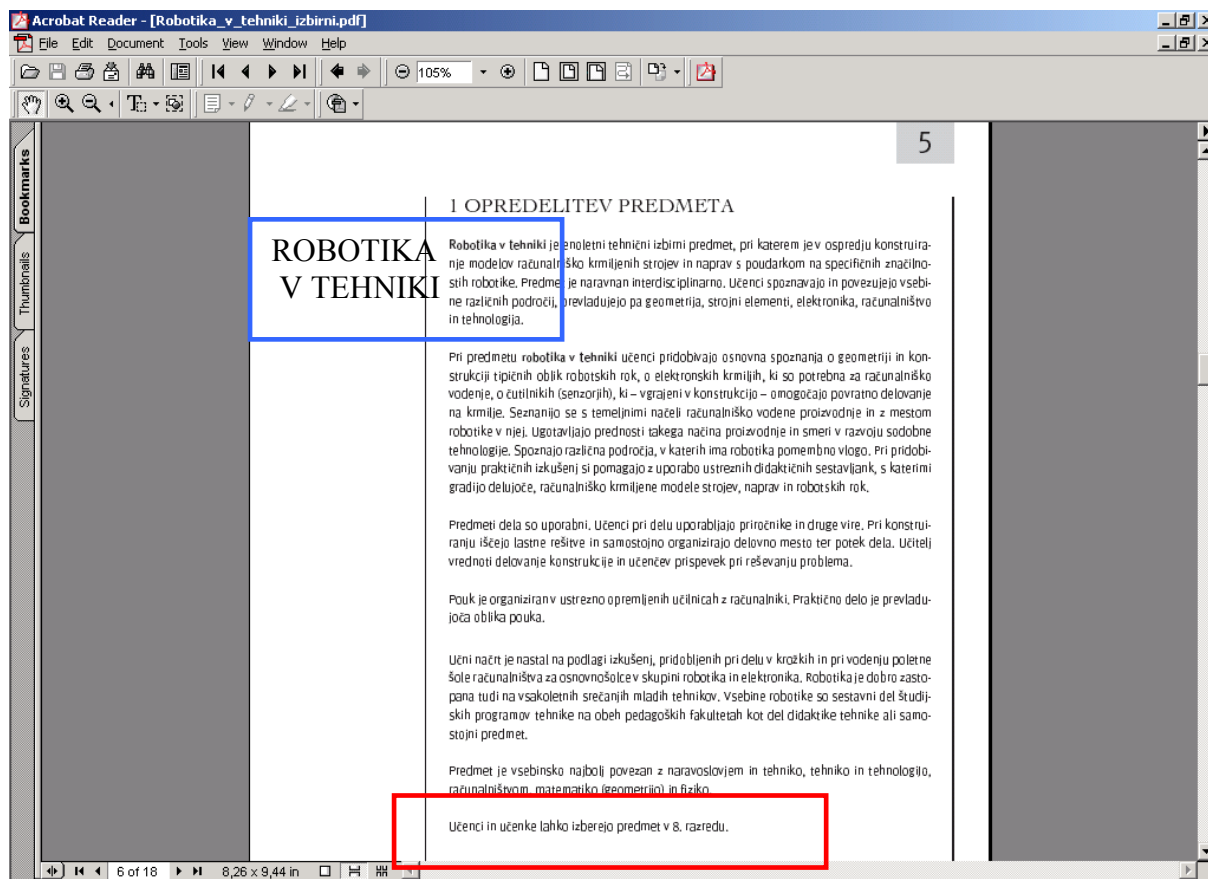 Acrobat Reader - [Robotika_v_tehniki_izbirni.pdf]
File Edit Document Tools View Window Help
105%
Bookmarks
Thumbnails
Signatures
5
1 OPREDELITEV PREDMETA
ROBOTIKA
V TEHNIKI
Robotika v tehniki je enoletni tehnični izbirni predmet, pri katerem je v ospredju konstruira-
nje modelov računalniško krmiljenih strojev in naprav s poudarkom na specifičnih značilno-
stih robotike. Predmet je naravnan interdisciplinarno. Učenci spoznavajo in povezujejo vsebi-
ne različnih področij, prevladujejo pa geometrija, strojni elementi, elektronika, računalništvo
in tehnologija.
Pri predmetu robotika v tehniki učenci pridobivajo osnovna spoznanja o geometriji in kon-
strukciji tipičnih oblik robotskih rok, o elektronskih krmiljih, ki so potrebna za računalniško
vodenje, o čutilnikih (senzorjih), ki – vgrajeni v konstrukcijo – omogočajo povratno delovanje
na krmilje. Seznanijo se s temeljnimi načeli računalniško vodene proizvodnje in z mestom
robotike v njej. Ugotavljajo prednosti takega načina proizvodnje in smeri v razvoju sodobne
tehnologije. Spoznajo različna področja, v katerih ima robotika pomembno vlogo. Pri pridobi-
vanju praktičnih izkušenj si pomagajo z uporabo ustreznih didaktičnih sestavljank, s katerimi
gradijo delujoče, računalniško krmiljene modele strojev, naprav in robotskih rok.
Predmeti dela so uporabni. Učenci pri delu uporabljajo priročnike in druge vire. Pri konstrui-
ranju iščejo lastne rešitve in samostojno organizirajo delovno mesto ter potek dela. Učitelj
vrednoti delovanje konstrukcije in učenčev prispevek pri reševanju problema.
Pouk je organiziran v ustrezno opremljenih učilnicah z računalniki. Praktično delo je prevladu-
joča oblika pouka.
Učni načrt je nastal na podlagi izkušenj, pridobljenih pri delu v krožkih in pri vodenju poletne
šole računalništva za osnovnošolce v skupini robotika in elektronika. Robotika je dobro zasto-
pana tudi na vsakoletnih srečanjih mladih tehnikov. Vsebine robotike so sestavni del študij-
skih programov tehnike na obeh pedagoških fakultetah kot del didaktike tehnike ali samo-
stojni predmet.
Predmet je vsebinsko najbolj povezan z naravoslovjem in tehniko, tehniko in tehnologijo,
računalništvom, matematiko (geometrijo) in fiziko.
Učenci in učenke lahko izberejo predmet v 8. razredu.
6 of 18 8,26 x 9,44 in